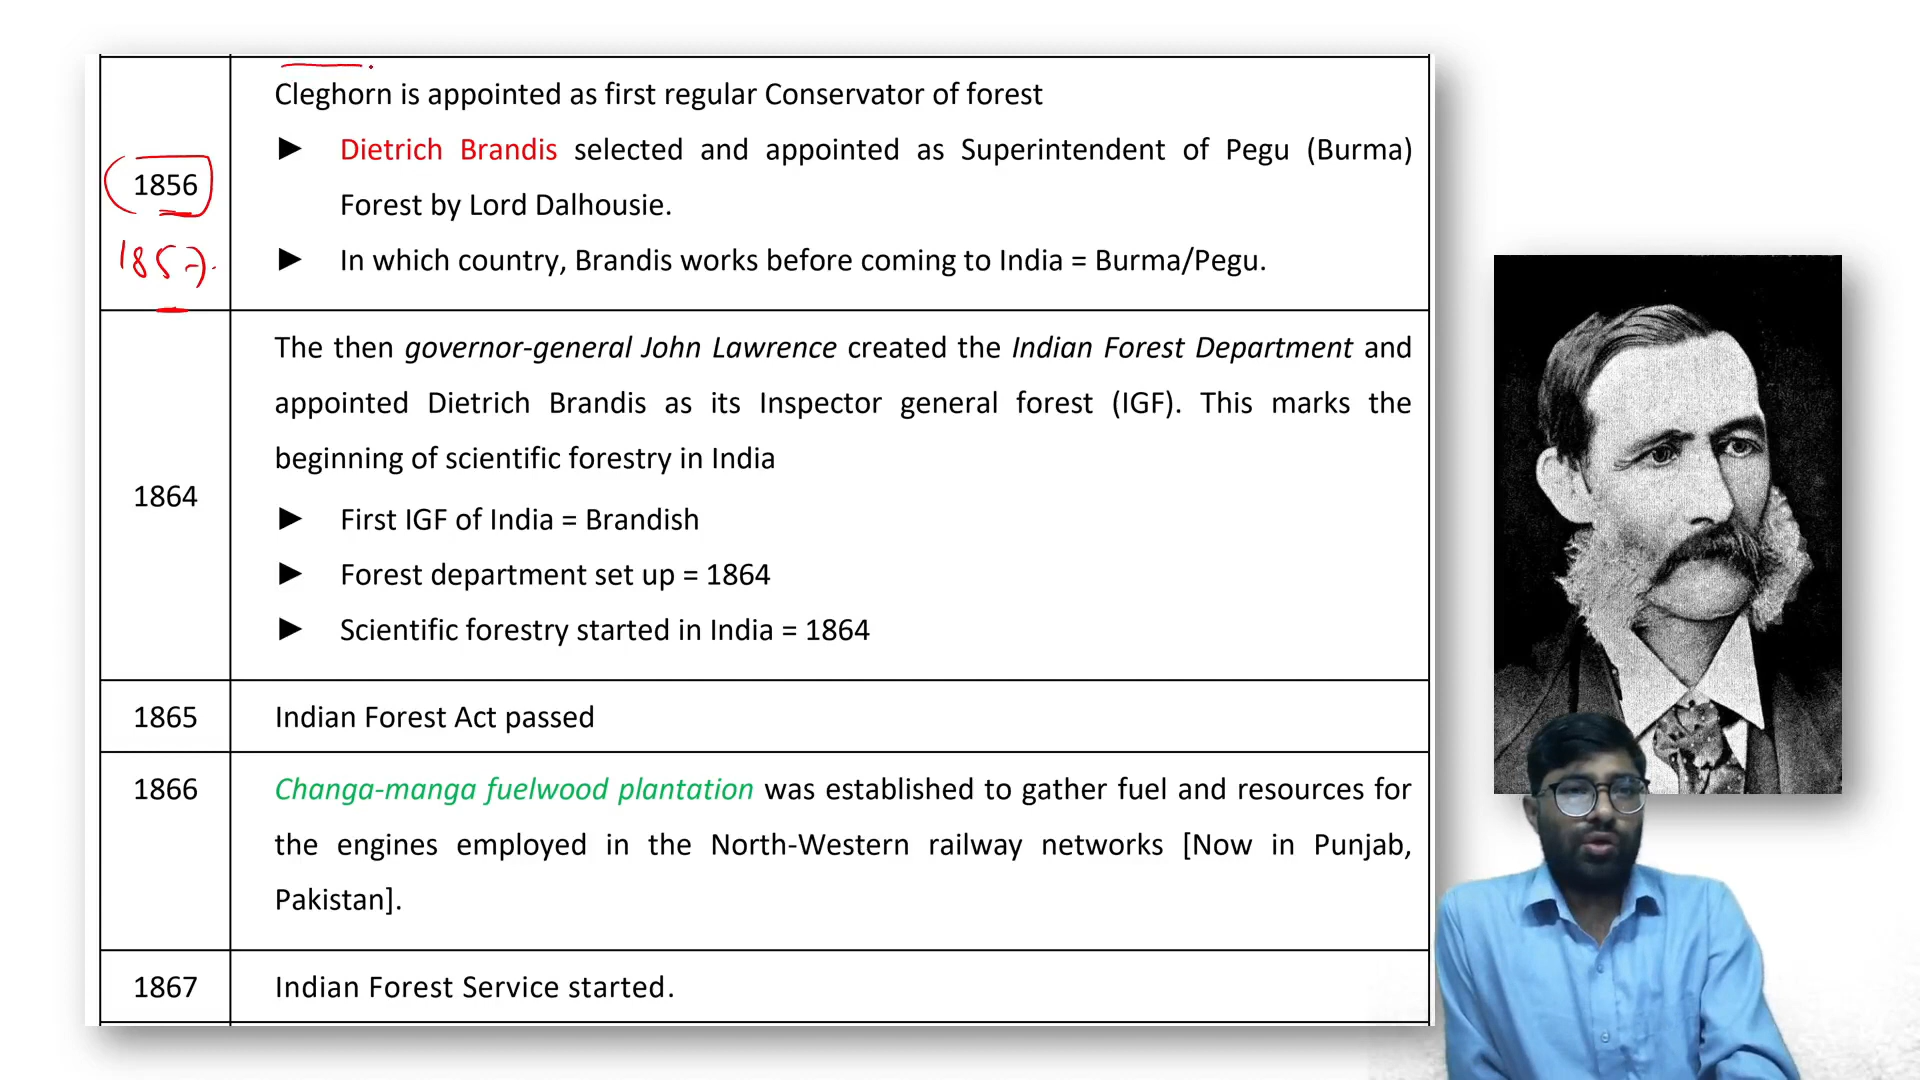 Cleghorn is appointed as first regular Conservator of forest
► Dietrich Brandis selected and appointed as Superintendent of Pegu (Burma)
Forest by Lord Dalhousie.
1856
1857
► In which country, Brandis works before coming to India = Burma/Pegu.
The then governor-general John Lawrence created the Indian Forest Department and
appointed Dietrich Brandis as its Inspector general forest (IGF). This marks the
beginning of scientific forestry in India
1864
► First IGF of India = Brandish
► Forest department set up = 1864
► Scientific forestry started in India = 1864
1865
Indian Forest Act passed
1866
Changa-manga fuelwood plantation was established to gather fuel and resources for
the engines employed in the North-Western railway networks [Now in Punjab,
Pakistan].
1867
Indian Forest Service started.